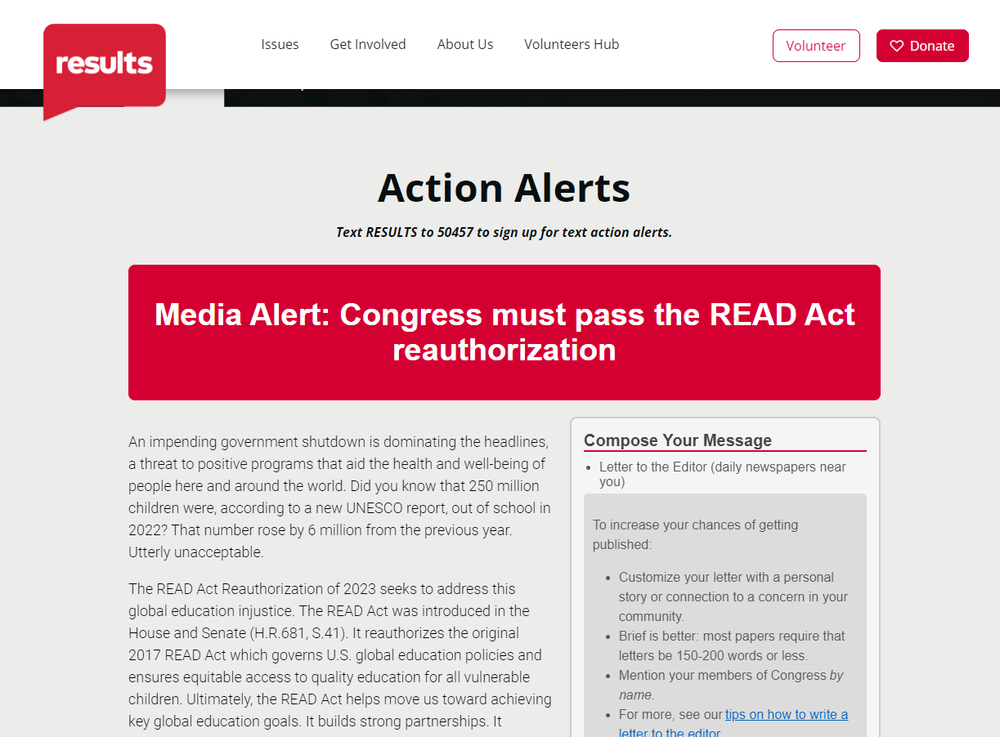 results
Issues
Get Involved
About Us
Volunteers Hub
Volunteer
Donate
Action Alerts
Text RESULTS to 50457 to sign up for text action alerts.
Media Alert: Congress must pass the READ Act
reauthorization
An impending government shutdown is dominating the headlines,
a threat to positive programs that aid the health and well-being of
people here and around the world. Did you know that 250 million
children were, according to a new UNESCO report, out of school in
2022? That number rose by 6 million from the previous year.
Utterly unacceptable.
The READ Act Reauthorization of 2023 seeks to address this
global education injustice. The READ Act was introduced in the
House and Senate (H.R.681, S.41). It reauthorizes the original
2017 READ Act which governs U.S. global education policies and
ensures equitable access to quality education for all vulnerable
children. Ultimately, the READ Act helps move us toward achieving
key global education goals. It builds strong partnerships. It
Compose Your Message
• Letter to the Editor (daily newspapers near
you)
To increase your chances of getting
published:
• Customize your letter with a personal
story or connection to a concern in your
community.
• Brief is better: most papers require that
letters be 150-200 words or less.
• Mention your members of Congress by
name.
• For more, see our tips on how to write a
letter to the editor